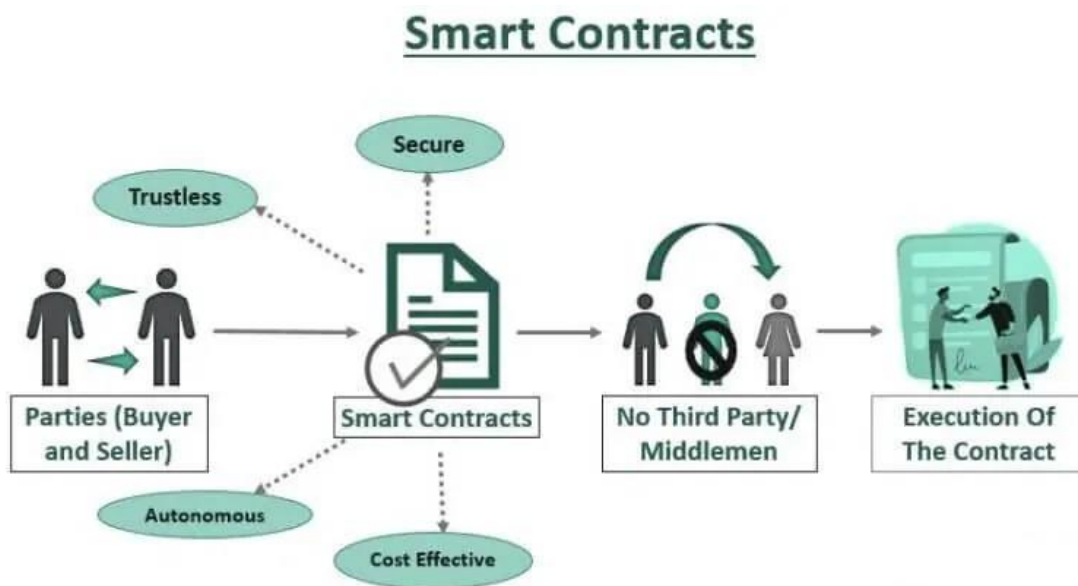 Smart Contracts
Secure
Trustless
Parties (Buyer
and Seller)
Smart Contracts
No Third Party/
Middlemen
Execution Of
The Contract
Autonomous
Cost Effective